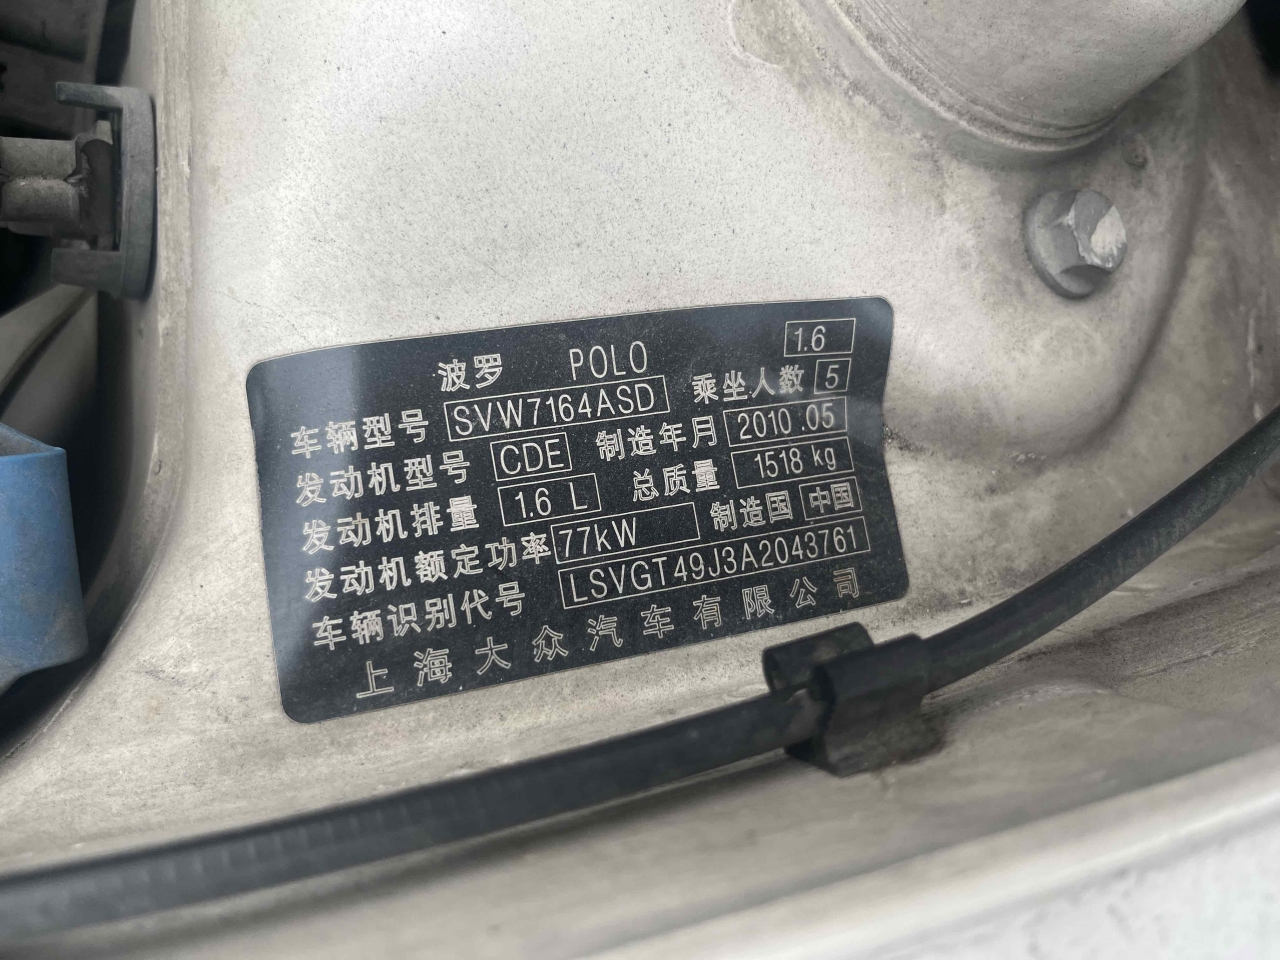 波罗 POLO 1.6
车辆型号 SVW7164ASD 乘坐人数 5
发动机型号 CDE 制造年月 2010.05
发动机排量 1.6 L 总质量 1518 kg
发动机额定功率 77kW 制造国 中国
车辆识别代号 LSVGT49J3A2043761
上海大众汽车有限公司